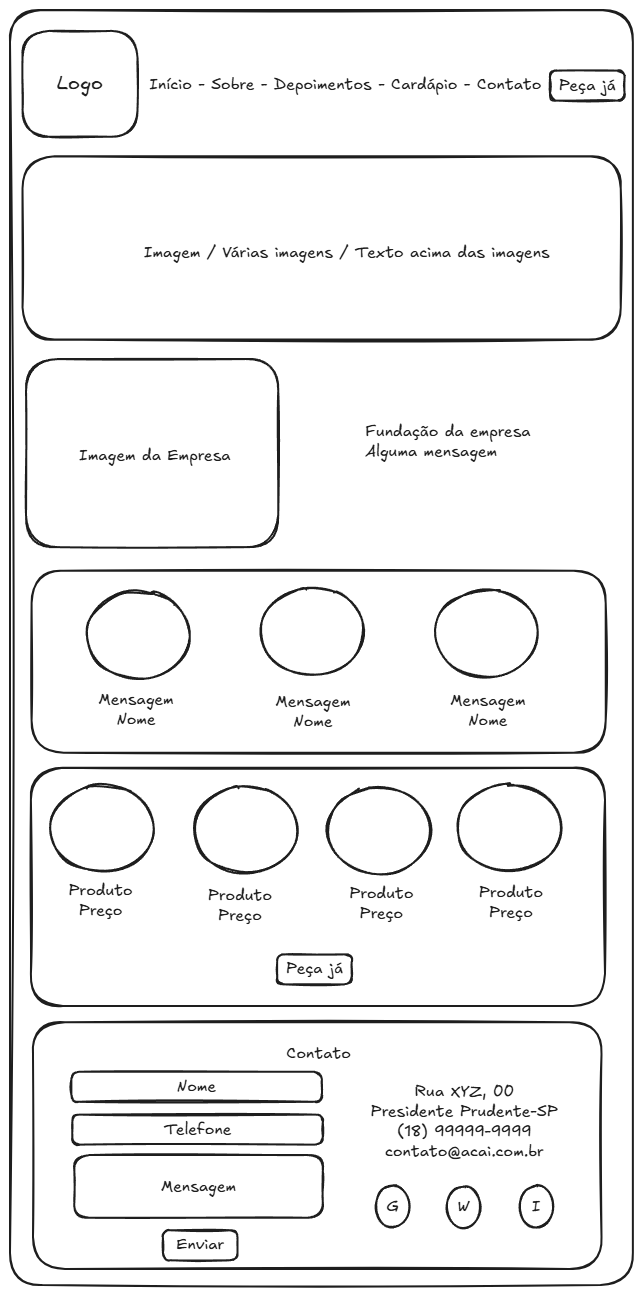 Logo
Início - Sobre - Depoimentos - Cardápio - Contato
Peça já
Imagem / Várias imagens / Texto acima das imagens
Imagem da Empresa
Fundação da empresa
Alguma mensagem
Mensagem
Nome
Mensagem
Nome
Mensagem
Nome
Produto
Preço
Produto
Preço
Produto
Preço
Produto
Preço
Peça já
Contato
Nome
Telefone
Mensagem
Enviar
Rua XYZ, 00
Presidente Prudente-SP
(18) 99999-9999
contato@acai.com.br
G
W
I